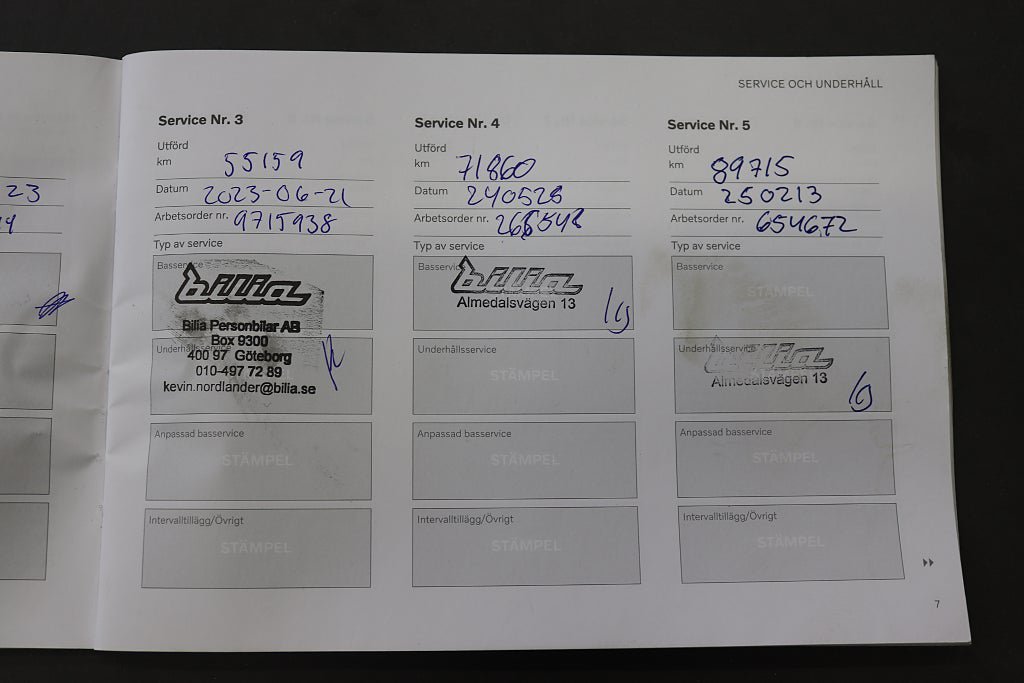 SERVICE OCH UNDERHÅLL
23
Service Nr. 3
Utförd
km 55159
Datum 2023-06-21
Arbetsorder nr. 9715938
Typ av service
Basservice
bilia
Bilia Personbilar AB
Box 9300
Underhållsservice
400 97 Göteborg
010-497 72 89
kevin.nordlander@bilia.se
Anpassad basservice
STÄMPEL
Intervalltillägg/Övrigt
STÄMPEL
Service Nr. 4
Utförd
km 71860
Datum 240528
Arbetsorder nr.
Typ av service
Basservice
bilia
Almedalsvägen 13
Underhållsservice
STÄMPEL
Anpassad basservice
STÄMPEL
Intervalltillägg/Övrigt
STÄMPEL
Service Nr. 5
Utförd
km 89715
Datum 250213
Arbetsorder nr. 654672
Typ av service
Basservice
STÄMPEL
Underhållsservice
bilia
Almedalsvägen 13
Anpassad basservice
STÄMPEL
Intervalltillägg/Övrigt
STÄMPEL
7